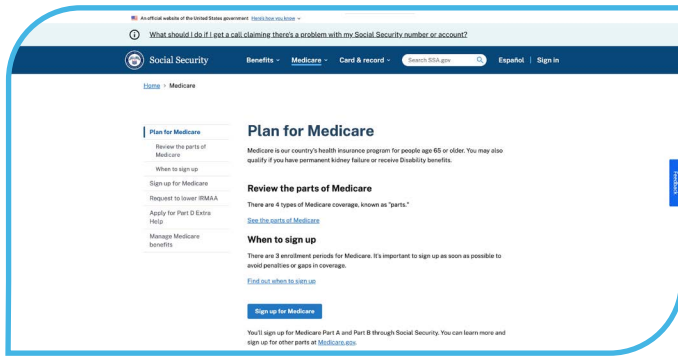 An official website of the United States government Here's how you know
What should I do if I get a call claiming there's a problem with my Social Security number or account?
Social Security Benefits Medicare Card & record Search SSA.gov Español | Sign in
Home > Medicare
Plan for Medicare
Review the parts of
Medicare
When to sign up
Sign up for Medicare
Request to lower IRMAA
Apply for Part D Extra
Help
Manage Medicare
benefits
Plan for Medicare
Medicare is our country's health insurance program for people age 65 or older. You may also
qualify if you have permanent kidney failure or receive Disability benefits.
Review the parts of Medicare
There are 4 types of Medicare coverage, known as "parts."
See the parts of Medicare
When to sign up
There are 3 enrollment periods for Medicare. It's important to sign up as soon as possible to
avoid penalties or gaps in coverage.
Find out when to sign up
Sign up for Medicare
You'll sign up for Medicare Part A and Part B through Social Security. You can learn more and
sign up for other parts at Medicare.gov.
Feedback